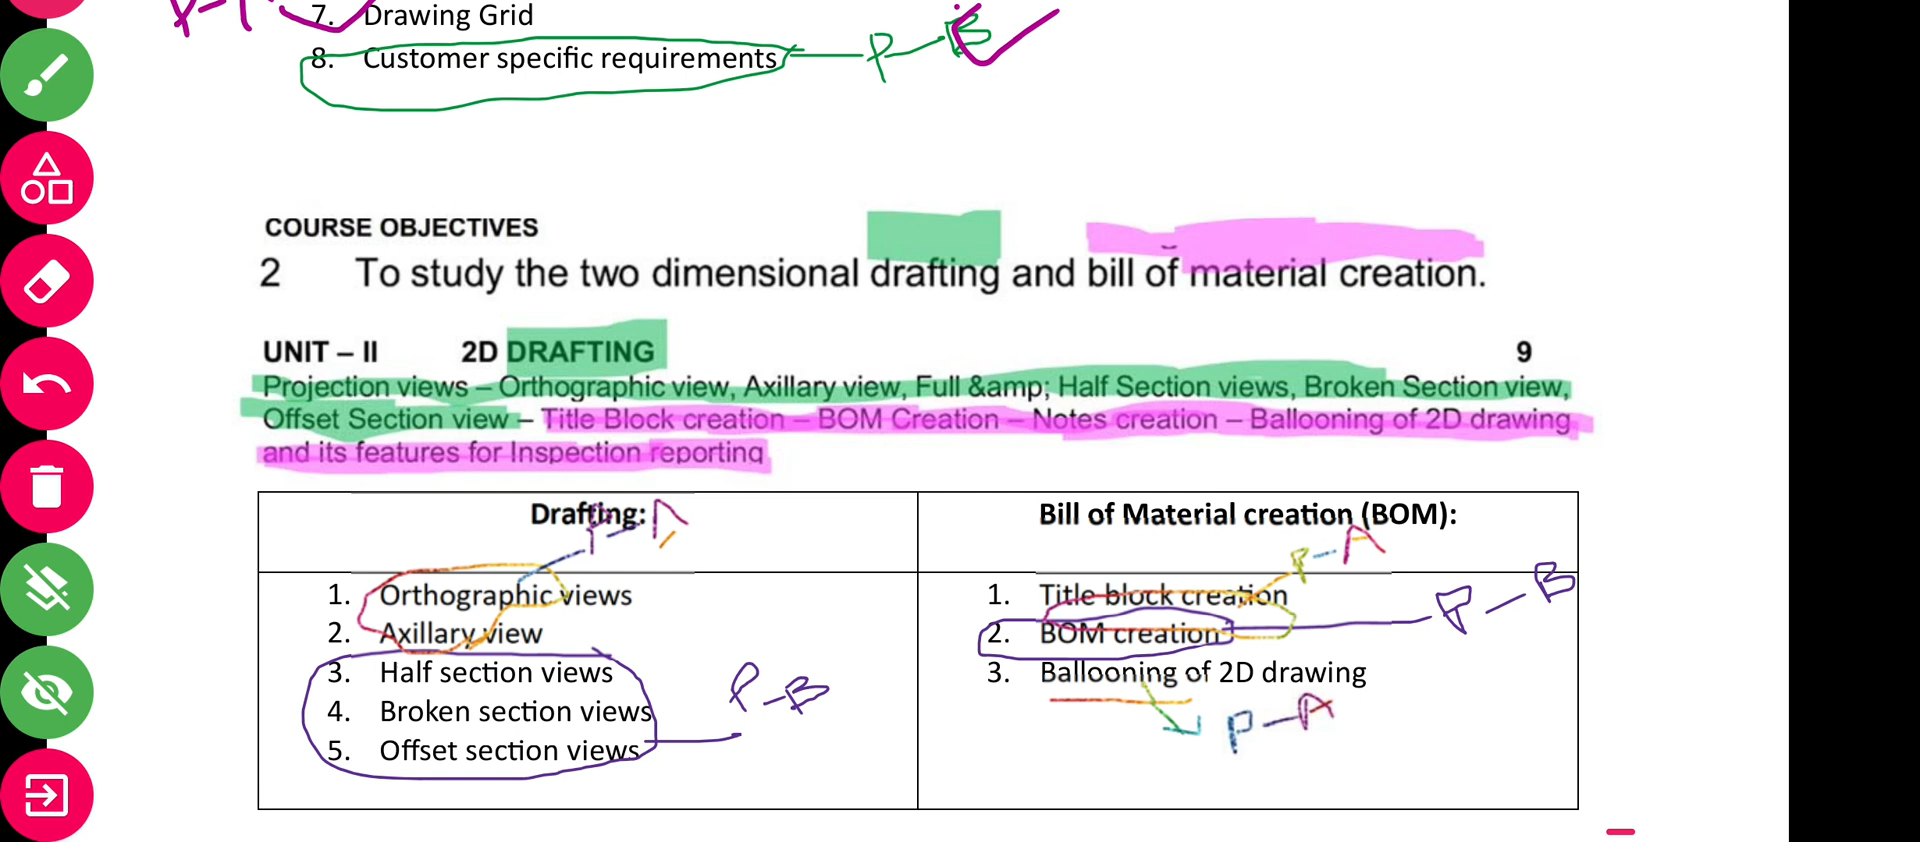 7. Drawing Grid
8. Customer specific requirements P-B
COURSE OBJECTIVES
2 To study the two dimensional drafting and bill of material creation.
UNIT – II 2D DRAFTING 9
Projection views – Orthographic view, Axillary view, Full &amp; Half Section views, Broken Section view,
Offset Section view – Title Block creation – BOM Creation – Notes creation – Ballooning of 2D drawing
and its features for Inspection reporting
Drafting: P-A
1. Orthographic views
2. Axillary view
3. Half section views
4. Broken section views
5. Offset section views
P-B
Bill of Material creation (BOM):
P-A
1. Title block creation
2. BOM creation P-B
3. Ballooning of 2D drawing
P-A